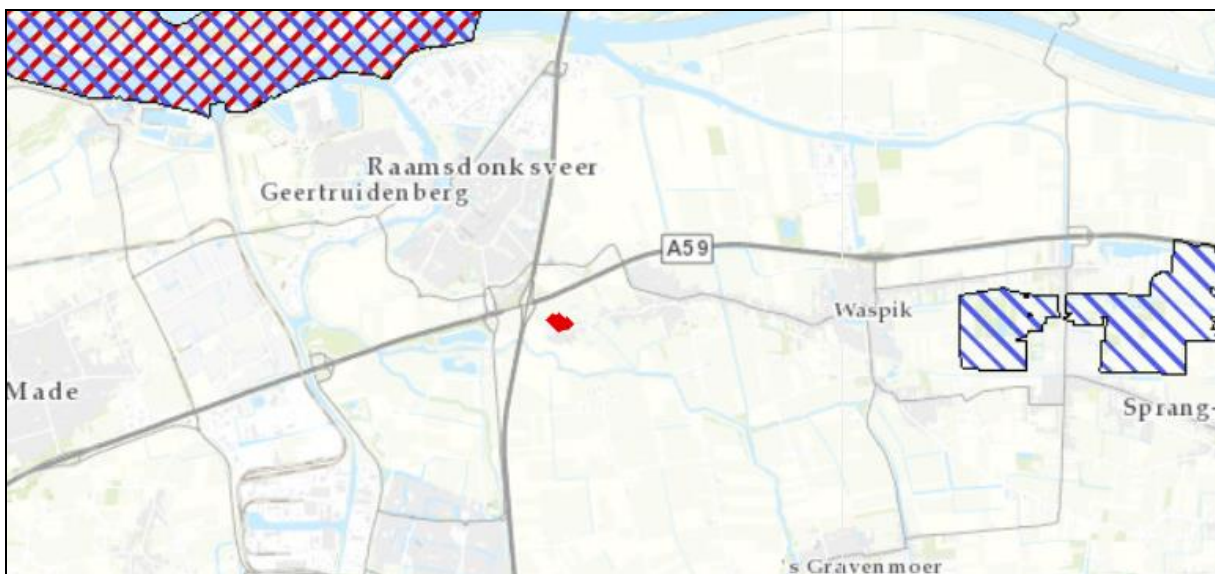 Raamsdonksveer
Geertruidenberg
A59
Waspik
Made
Sprang-
's Gravenmoer